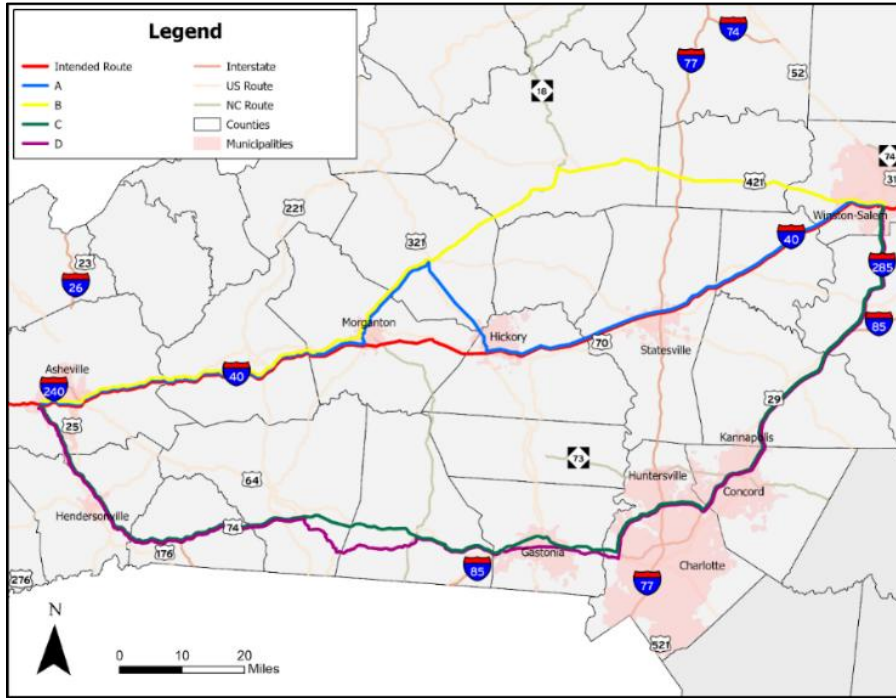 Legend
Intended Route
A
B
C
D
Interstate
US Route
NC Route
Counties
Municipalities
74
77
18
52
74
421
31
Winston-Salem
221
321
23
26
40
285
85
Morganton
Hickory
70
Statesville
Asheville
240
40
25
29
Kannapolis
73
Huntersville
Concord
64
Hendersonville
74
176
Gastonia
85
Charlotte
276
77
521
N
0 10 20
Miles